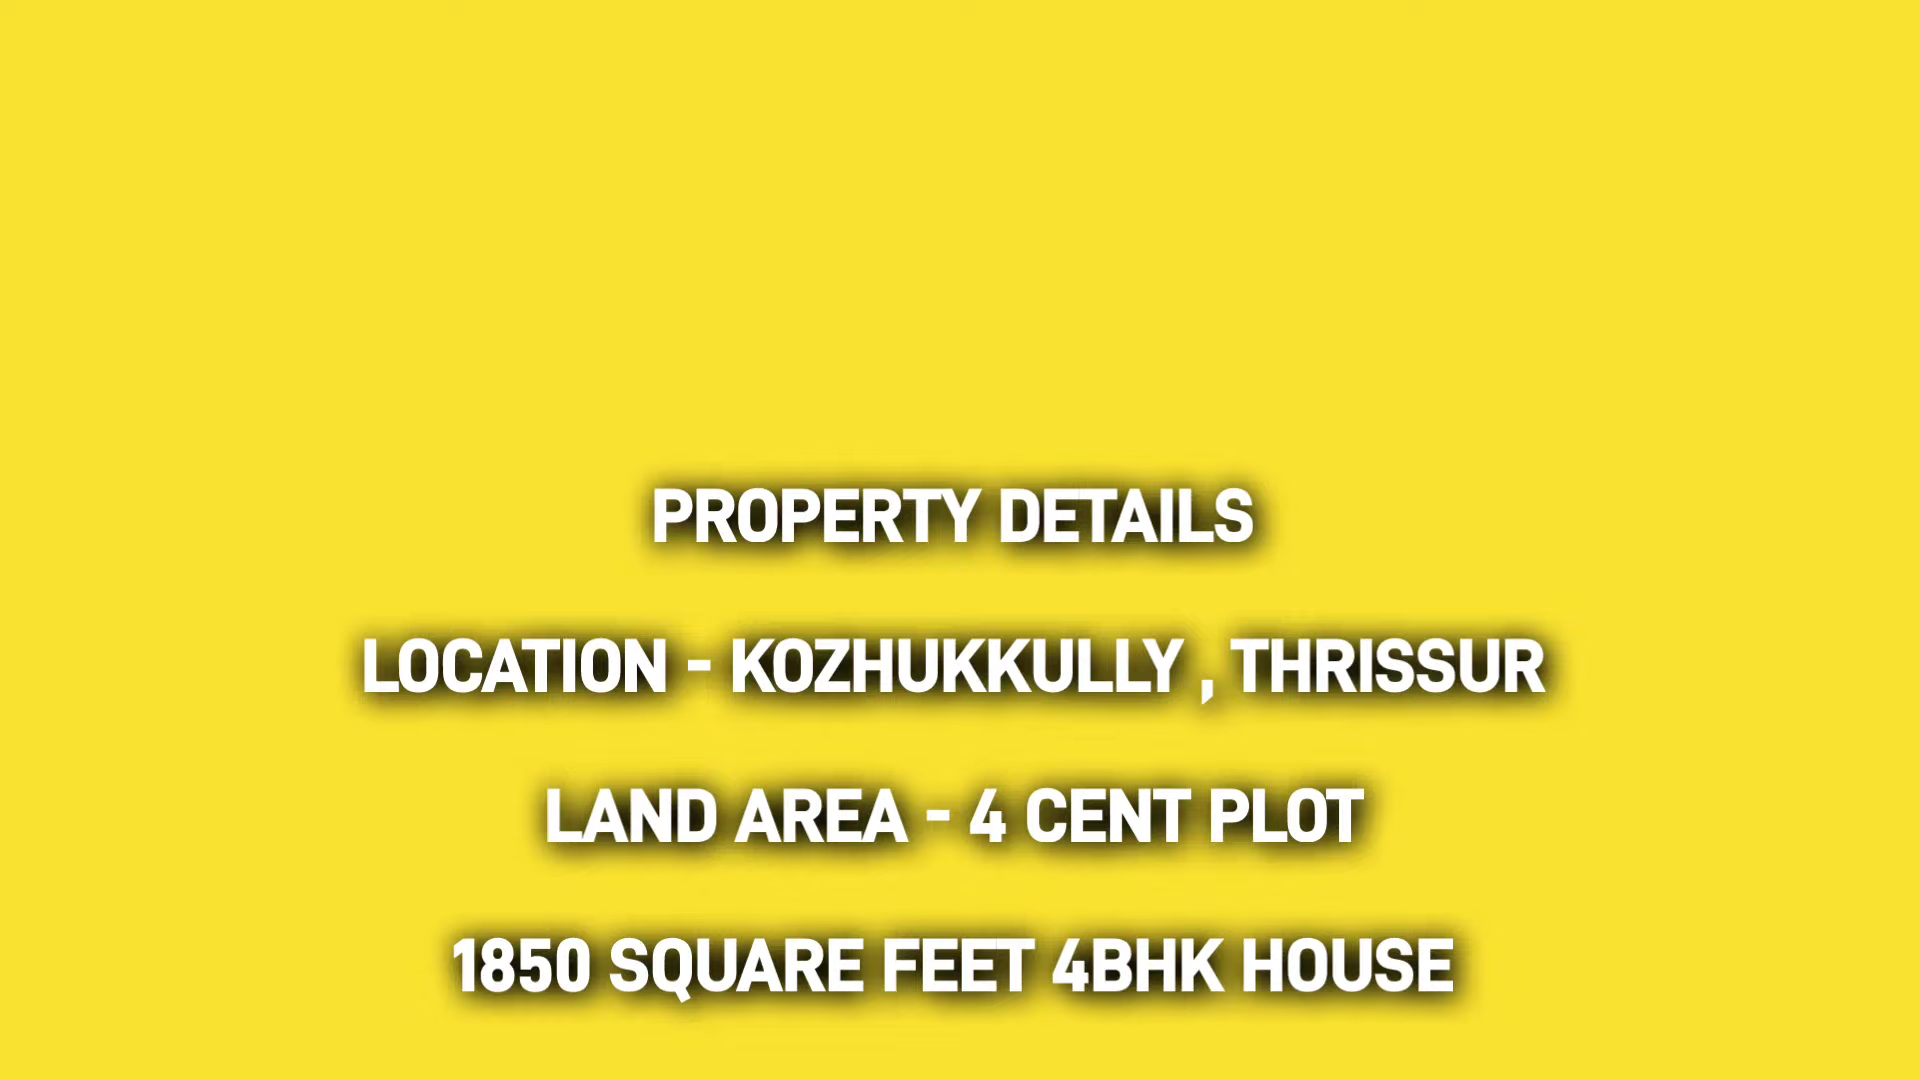 PROPERTY DETAILS
LOCATION - KOZHUKKULLY , THRISSUR
LAND AREA - 4 CENT PLOT
1850 SQUARE FEET 4BHK HOUSE